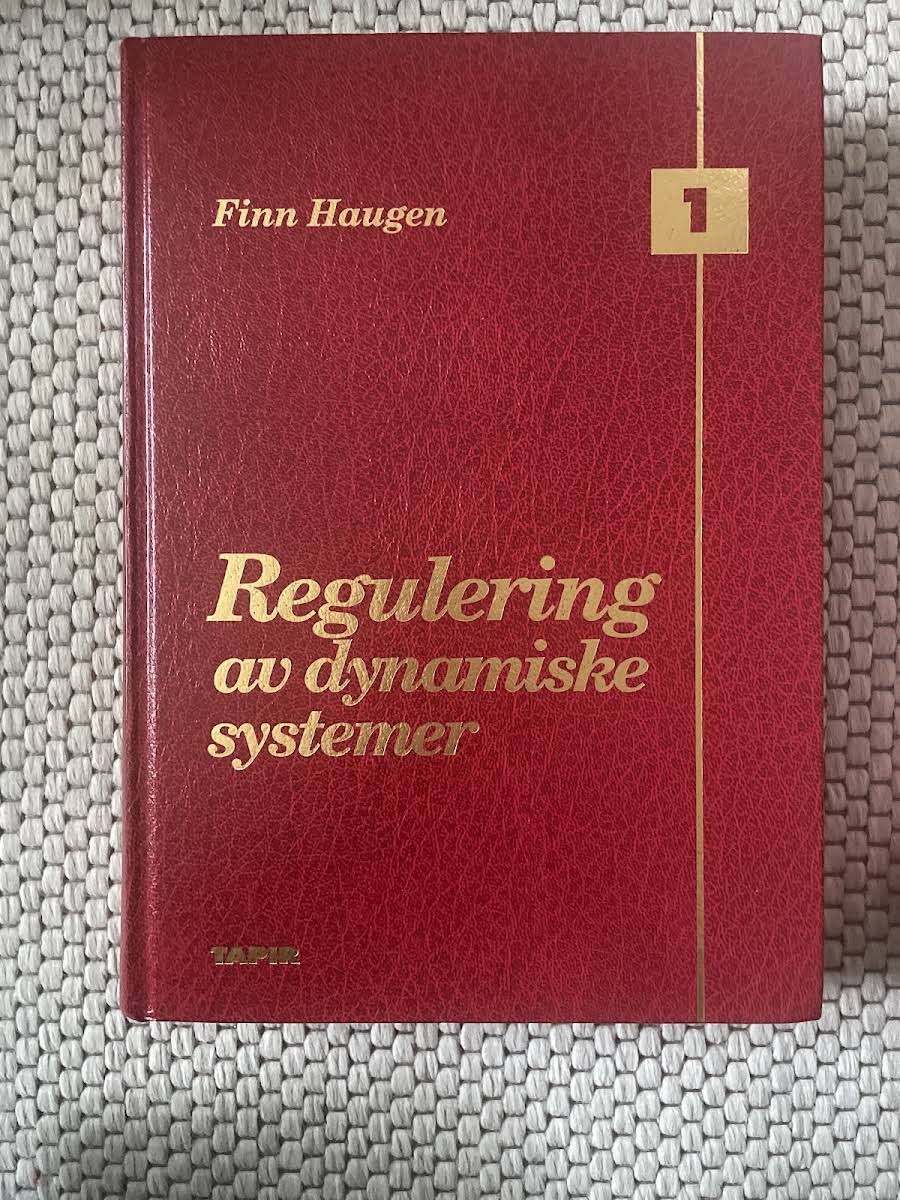 Finn Haugen
1
Regulering
av dynamiske
systemer
TAPIR